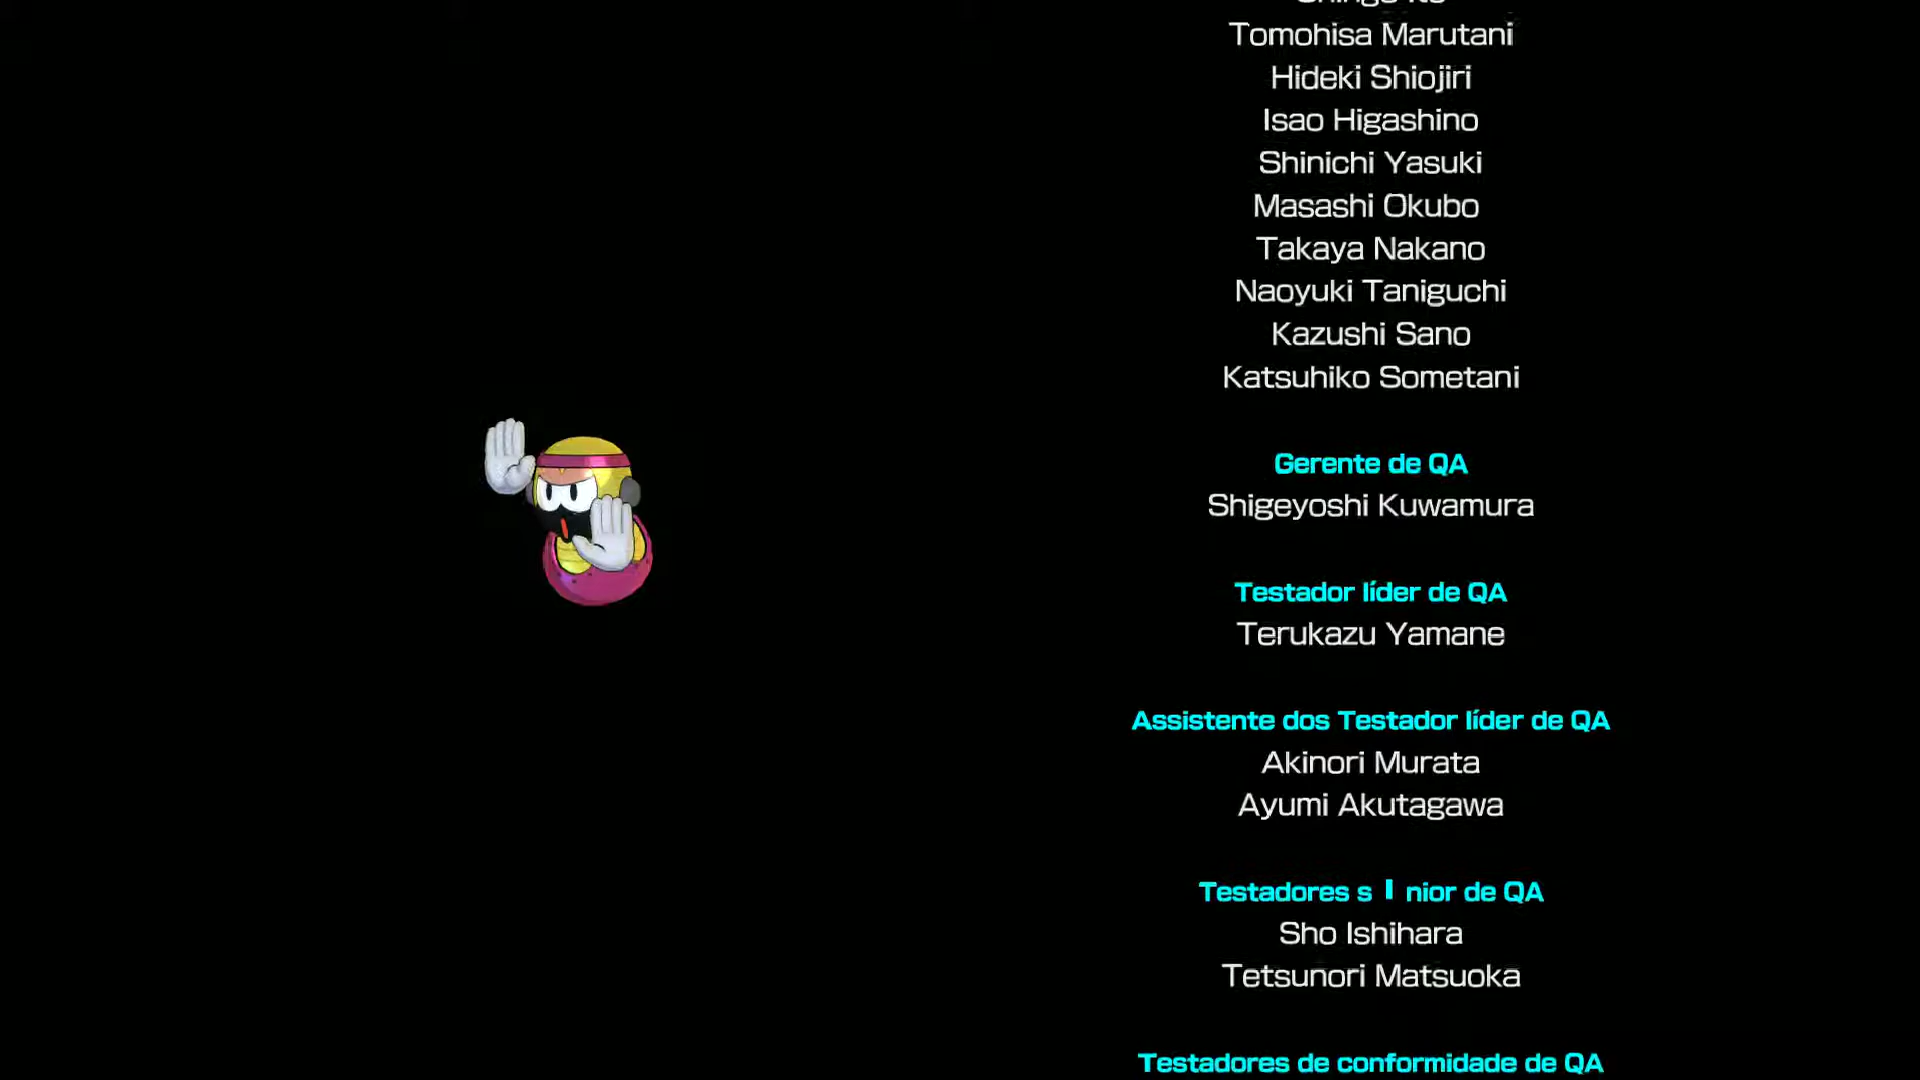 Tomohisa Marutani
Hideki Shiojiri
Isao Higashino
Shinichi Yasuki
Masashi Okubo
Takaya Nakano
Naoyuki Taniguchi
Kazushi Sano
Katsuhiko Sometani
Gerente de QA
Shigeyoshi Kuwamura
Testador líder de QA
Terukazu Yamane
Assistente dos Testador líder de QA
Akinori Murata
Ayumi Akutagawa
Testadores s nior de QA
Sho Ishihara
Tetsunori Matsuoka
Testadores de conformidade de QA